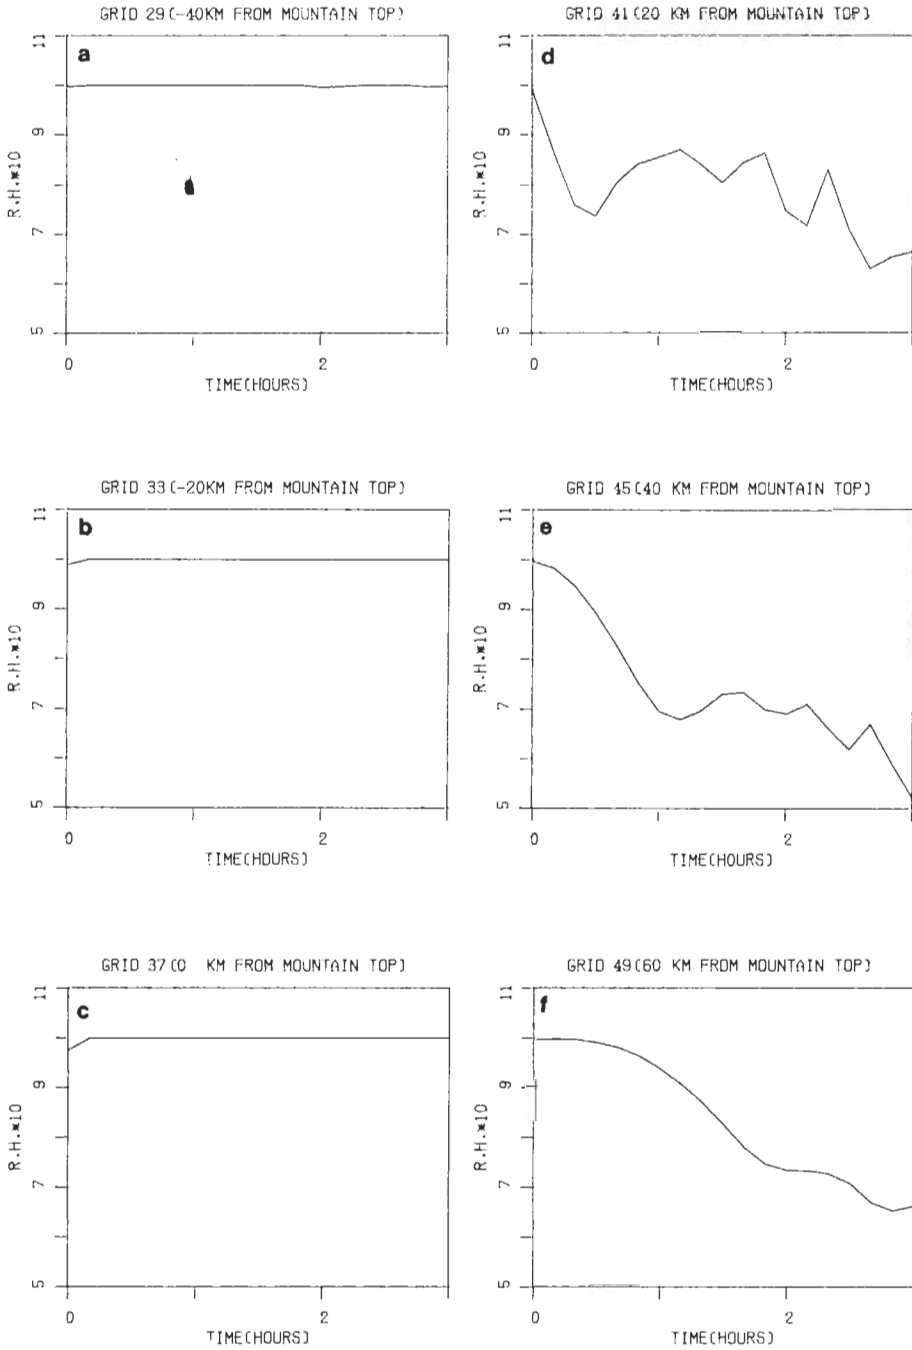 GRID 29(-40KM FROM MOUNTAIN TOP)
a
11
9
7
5
R.H.*10
0
2
TIME(HOURS)
GRID 33(-20KM FROM MOUNTAIN TOP)
b
11
9
7
5
R.H.*10
0
2
TIME(HOURS)
GRID 37(0 KM FROM MOUNTAIN TOP)
c
11
9
7
5
R.H.*10
0
2
TIME(HOURS)
GRID 41(20 KM FROM MOUNTAIN TOP)
d
11
9
7
5
R.H.*10
0
2
TIME(HOURS)
GRID 45(40 KM FROM MOUNTAIN TOP)
e
11
9
7
5
R.H.*10
0
2
TIME(HOURS)
GRID 49(60 KM FROM MOUNTAIN TOP)
f
11
9
7
5
R.H.*10
0
2
TIME(HOURS)